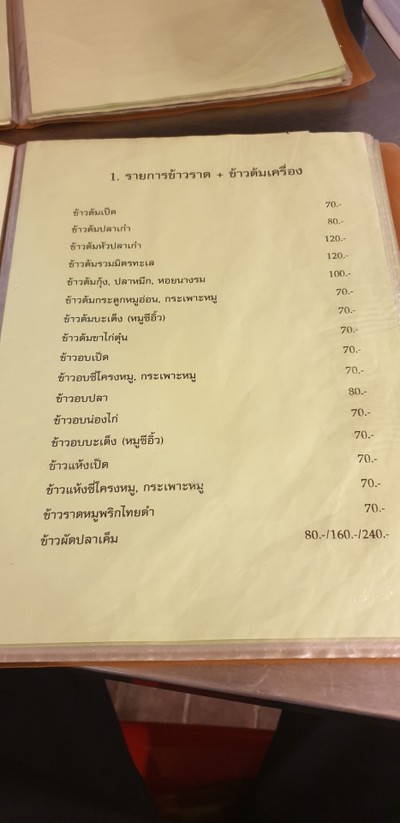 1. รายการข้าวราด + ข้าวต้มเครื่อง
ข้าวต้มเป็ด 70.-
ข้าวต้มปลาเก๋า 80.-
ข้าวต้มหัวปลาเก๋า 120.-
ข้าวต้มรวมมิตรทะเล 120.-
ข้าวต้มกุ้ง, ปลาหมึก, หอยนางรม 100.-
ข้าวต้มกระดูกหมูอ่อน, กระเพาะหมู 70.-
ข้าวต้มบะเต็ง (หมูซีอิ้ว) 70.-
ข้าวต้มขาไก่ตุ๋น 70.-
ข้าวอบเป็ด 70.-
ข้าวอบซี่โครงหมู, กระเพาะหมู 70.-
ข้าวอบปลา 80.-
ข้าวอบน่องไก่ 70.-
ข้าวอบบะเต็ง (หมูซีอิ้ว) 70.-
ข้าวแห้งเป็ด 70.-
ข้าวแห้งซี่โครงหมู, กระเพาะหมู 70.-
ข้าวราดหมูพริกไทยดำ 70.-
ข้าวผัดปลาเค็ม 80.-/160.-/240.-